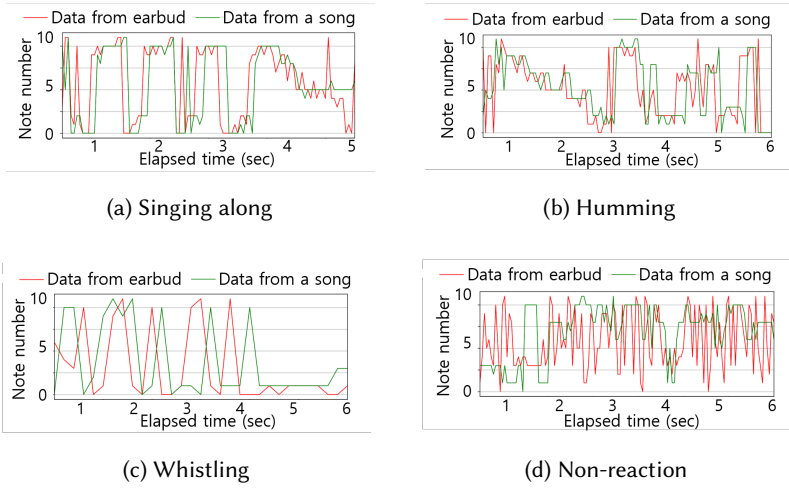 Data from earbud Data from a song
Note number
10
5
0
1 2 3 4 5
Elapsed time (sec)
(a) Singing along
Data from earbud Data from a song
Note number
10
5
0
1 2 3 4 5 6
Elapsed time (sec)
(b) Humming
Data from earbud Data from a song
Note number
10
5
0
1 2 3 4 5 6
Elapsed time (sec)
(c) Whistling
Data from earbud Data from a song
Note number
10
5
0
1 2 3 4 5 6
Elapsed time (sec)
(d) Non-reaction